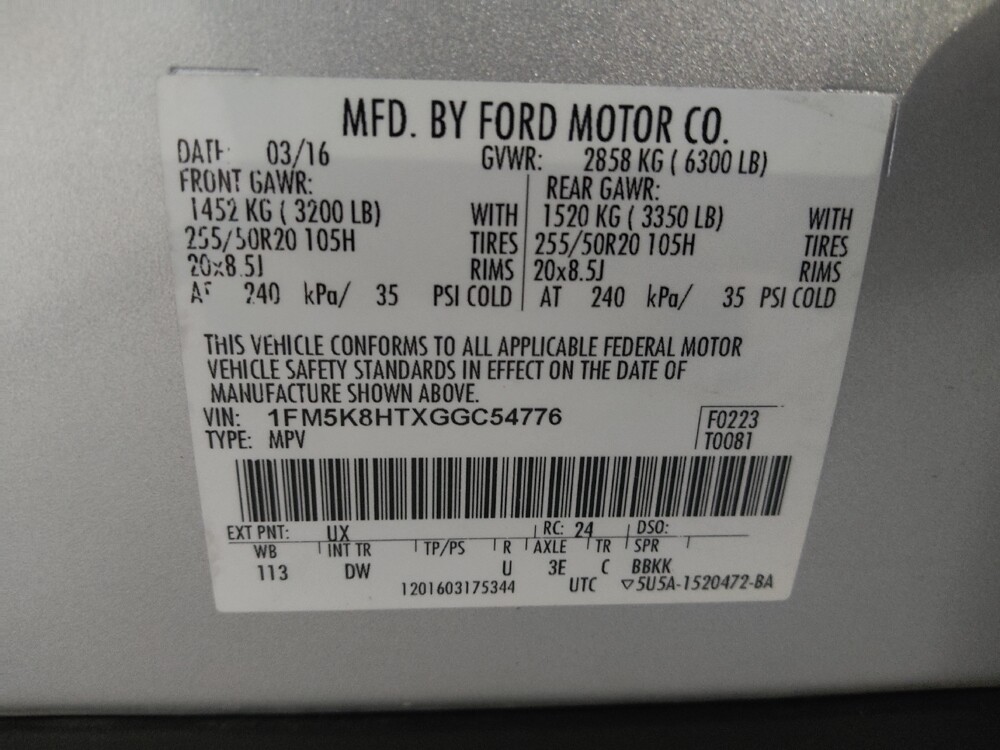 MFD. BY FORD MOTOR CO.
DATE: 03/16 GVWR: 2858 KG ( 6300 LB)
FRONT GAWR: REAR GAWR:
1452 KG ( 3200 LB) WITH 1520 KG ( 3350 LB) WITH
255/50R20 105H TIRES 255/50R20 105H TIRES
20x8.5J RIMS 20x8.5J RIMS
AT 240 kPa/ 35 PSI COLD AT 240 kPa/ 35 PSI COLD
THIS VEHICLE CONFORMS TO ALL APPLICABLE FEDERAL MOTOR
VEHICLE SAFETY STANDARDS IN EFFECT ON THE DATE OF
MANUFACTURE SHOWN ABOVE.
VIN: 1FM5K8HTXGGC54776 F0223
TYPE: MPV T0081
EXT PNT: UX RC: 24 DSO:
WB INT TR TP/PS R AXLE TR SPR
113 DW U 3E C BBKK
1201603175344 UTC ▽5U5A-1520472-BA